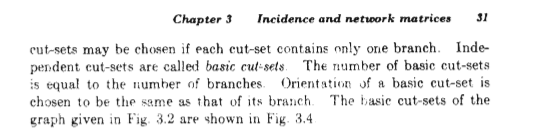 Chapter 3 Incidence and network matrices 31
cut-sets may be chosen if each cut-set contains only one branch. Inde-
pendent cut-sets are called basic cut-sets. The number of basic cut-sets
is equal to the number of branches. Orientation of a basic cut-set is
chosen to be the same as that of its branch. The basic cut-sets of the
graph given in Fig. 3.2 are shown in Fig. 3.4